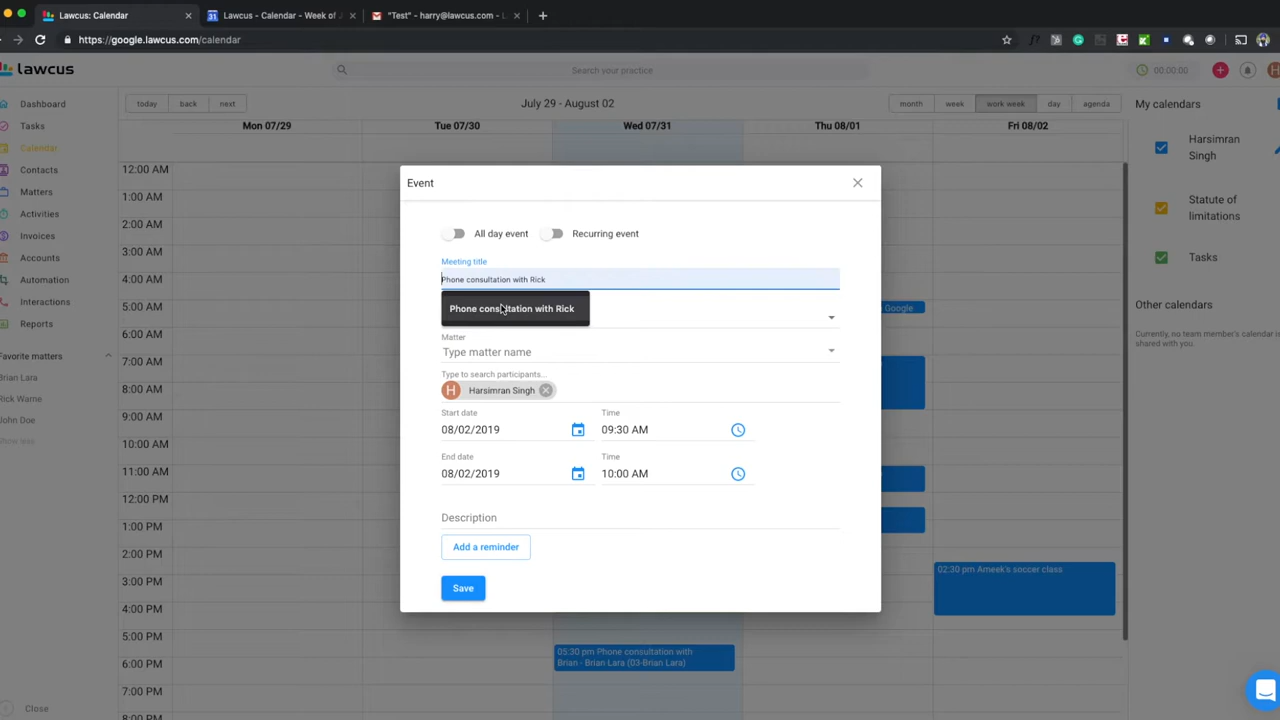 Lawcus: Calendar
Lawcus - Calendar - Week of J
"Test" - harry@lawcus.com - L
https://google.lawcus.com/calendar
lawcus
Search your practice
00:00:00
H
Dashboard
Tasks
Calendar
Contacts
Matters
Activities
Invoices
Accounts
Automation
Interactions
Reports
Favorite matters
Brian Lara
Rick Warne
John Doe
Show less
Close
today
back
next
July 29 - August 02
month
week
work week
day
agenda
Mon 07/29
Tue 07/30
Wed 07/31
Thu 08/01
Fri 08/02
12:00 AM
1:00 AM
2:00 AM
3:00 AM
4:00 AM
5:00 AM
6:00 AM
7:00 AM
8:00 AM
9:00 AM
10:00 AM
11:00 AM
12:00 PM
1:00 PM
2:00 PM
3:00 PM
4:00 PM
5:00 PM
6:00 PM
7:00 PM
8:00 PM
Google
02:30 pm Ameek's soccer class
05:30 pm Phone consultation with
Brian - Brian Lara (03-Brian Lara)
Event
All day event
Recurring event
Meeting title
Phone consultation with Rick
Phone consultation with Rick
Matter
Type matter name
Type to search participants...
H
Harsimran Singh
Start date
Time
08/02/2019
09:30 AM
End date
Time
08/02/2019
10:00 AM
Description
Add a reminder
Save
My calendars
Harsimran
Singh
Statute of
limitations
Tasks
Other calendars
Currently, no team member's calendar is
shared with you